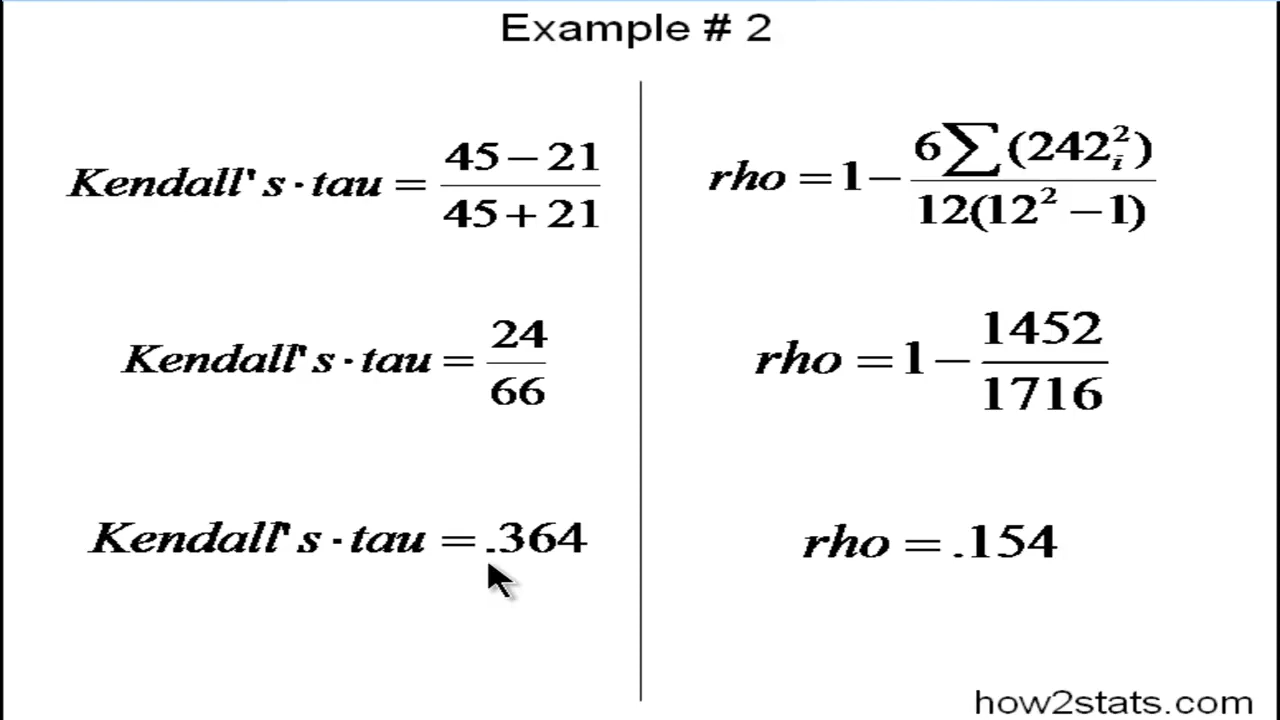 Example # 2
Kendall's · tau = (45 − 21) / (45 + 21)
Kendall's · tau = 24 / 66
Kendall's · tau = .364
rho = 1 − 6∑(242ᵢ²) / 12(12² − 1)
rho = 1 − 1452 / 1716
rho = .154
how2stats.com